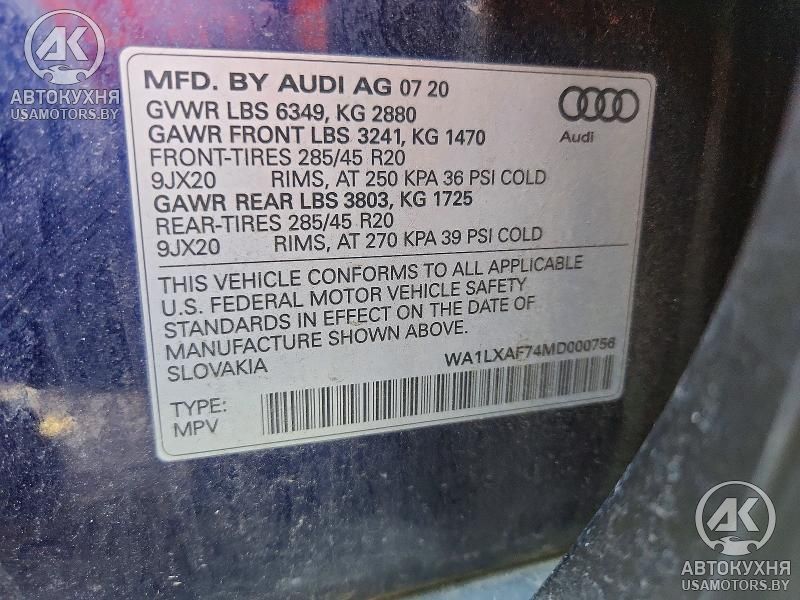 AK
АВТОКУХНЯ
USAMOTORS.BY
MFD. BY AUDI AG 07 20
GVWR LBS 6349, KG 2880
GAWR FRONT LBS 3241, KG 1470
FRONT-TIRES 285/45 R20
9JX20 RIMS, AT 250 KPA 36 PSI COLD
GAWR REAR LBS 3803, KG 1725
REAR-TIRES 285/45 R20
9JX20 RIMS, AT 270 KPA 39 PSI COLD
Audi
THIS VEHICLE CONFORMS TO ALL APPLICABLE
U.S. FEDERAL MOTOR VEHICLE SAFETY
STANDARDS IN EFFECT ON THE DATE OF
MANUFACTURE SHOWN ABOVE.
SLOVAKIA
WA1LXAF74MD000756
TYPE:
MPV
AK
АВТОКУХНЯ
USAMOTORS.BY